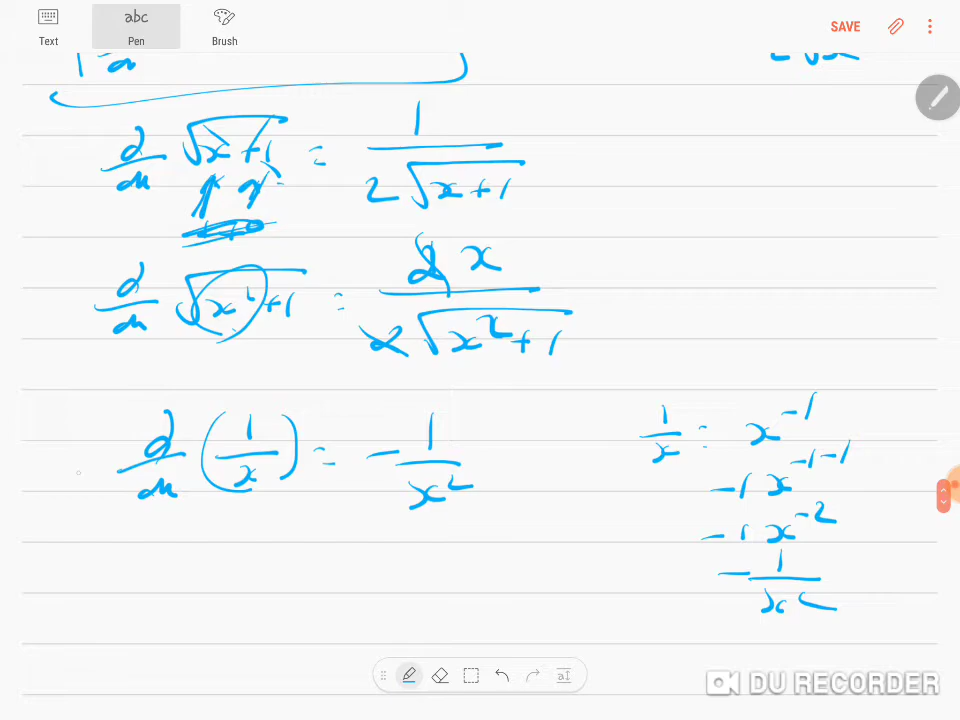 Text
abc
Pen
Brush
SAVE
d/dx √(x+1) = 1/(2√(x+1))
d/dx √(x²+1) = 2x/(2√(x²+1))
d/dx (1/x) = -1/x²
1/x = x⁻¹
-1 x⁻¹⁻¹
-1 x⁻²
-1/x²
DU RECORDER